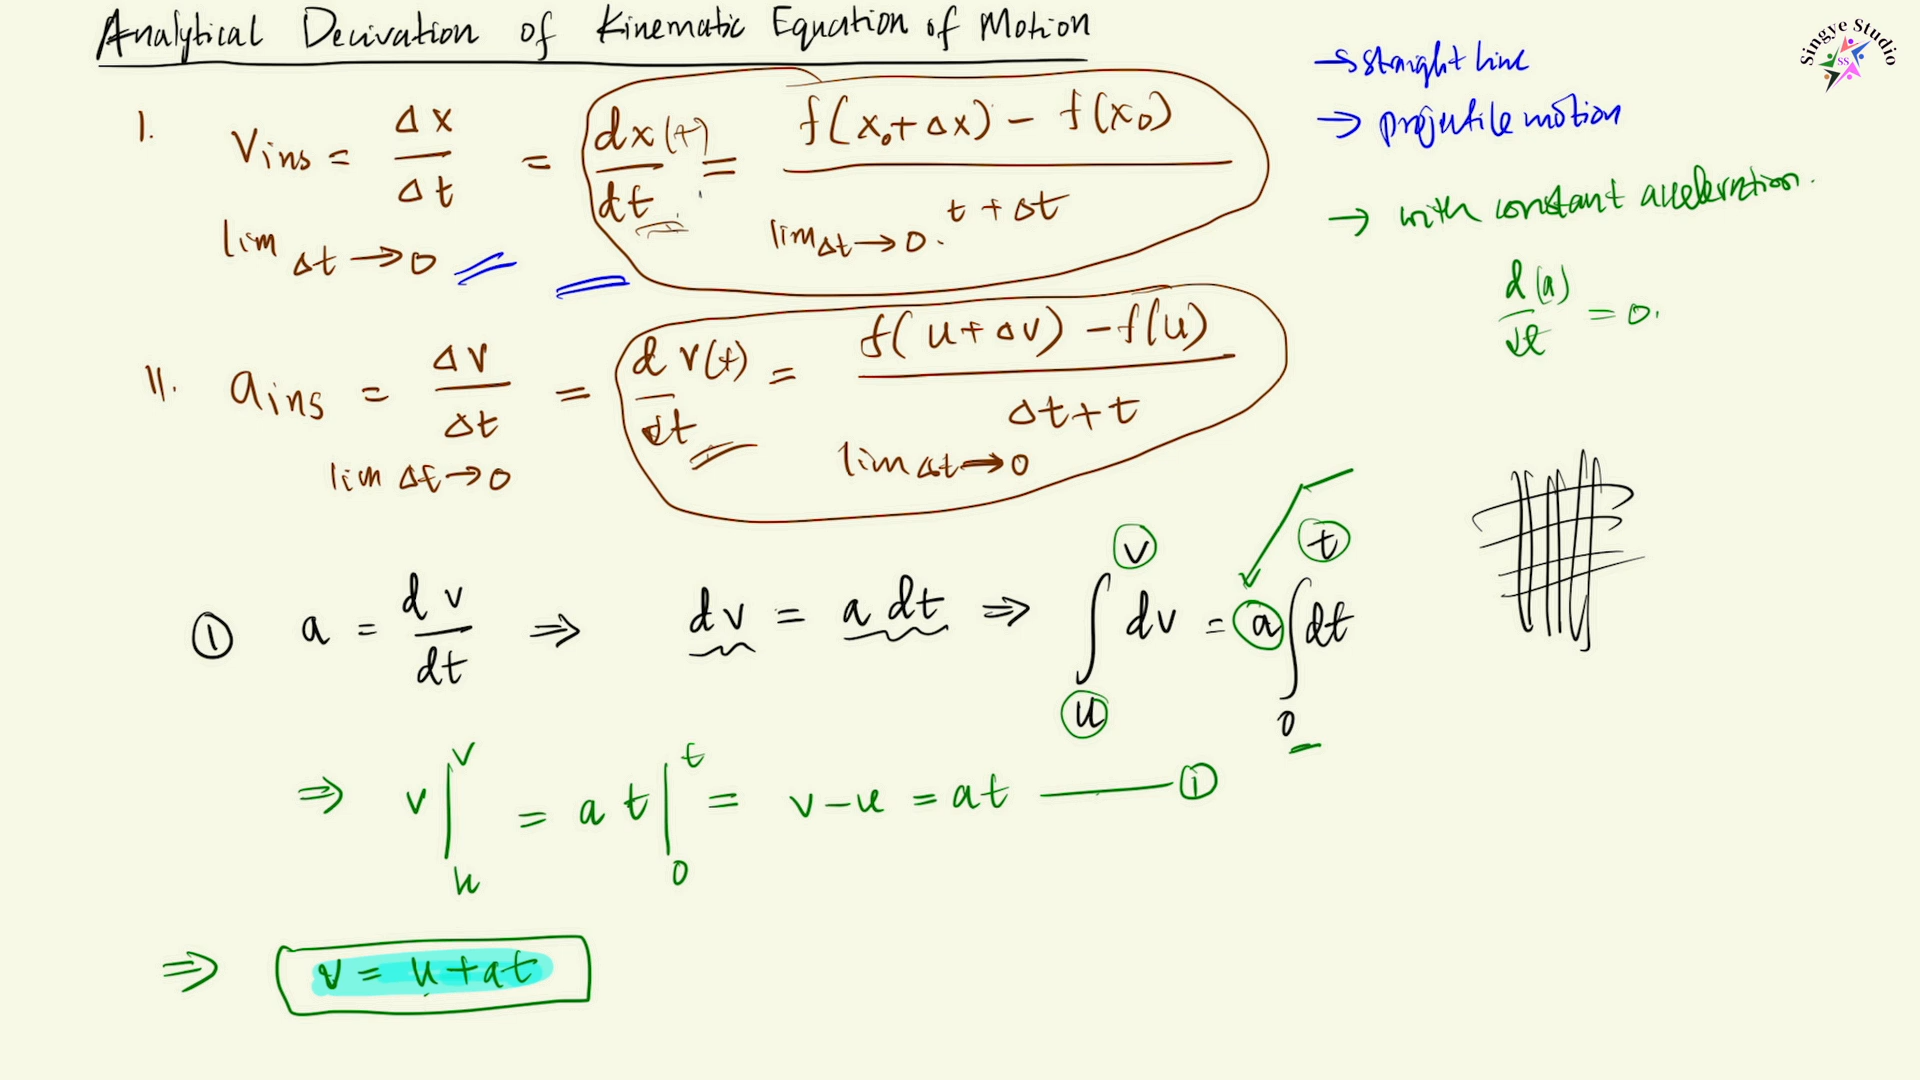 Analytical Derivation of Kinematic Equation of Motion
Singye Studio
SS
→ straight line
→ projectile motion
→ with constant acceleration.
d(a)/dt = 0.
I. Vins = Δx/Δt = dx(t)/dt = f(x₀+Δx) − f(x₀)/t + Δt
lim Δt → 0
lim Δt → 0.
II. ains = Δv/Δt = d v(t)/dt = f(u+Δv) − f(u)/Δt + t
lim Δt → 0
lim Δt → 0
① a = dv/dt ⇒ dv = a dt ⇒ ∫ᵤᵛ dv = a ∫₀ᵗ dt
⇒ v|ᵤᵛ = a t|₀ᵗ = v − u = at —— ①
⇒ v = u + at